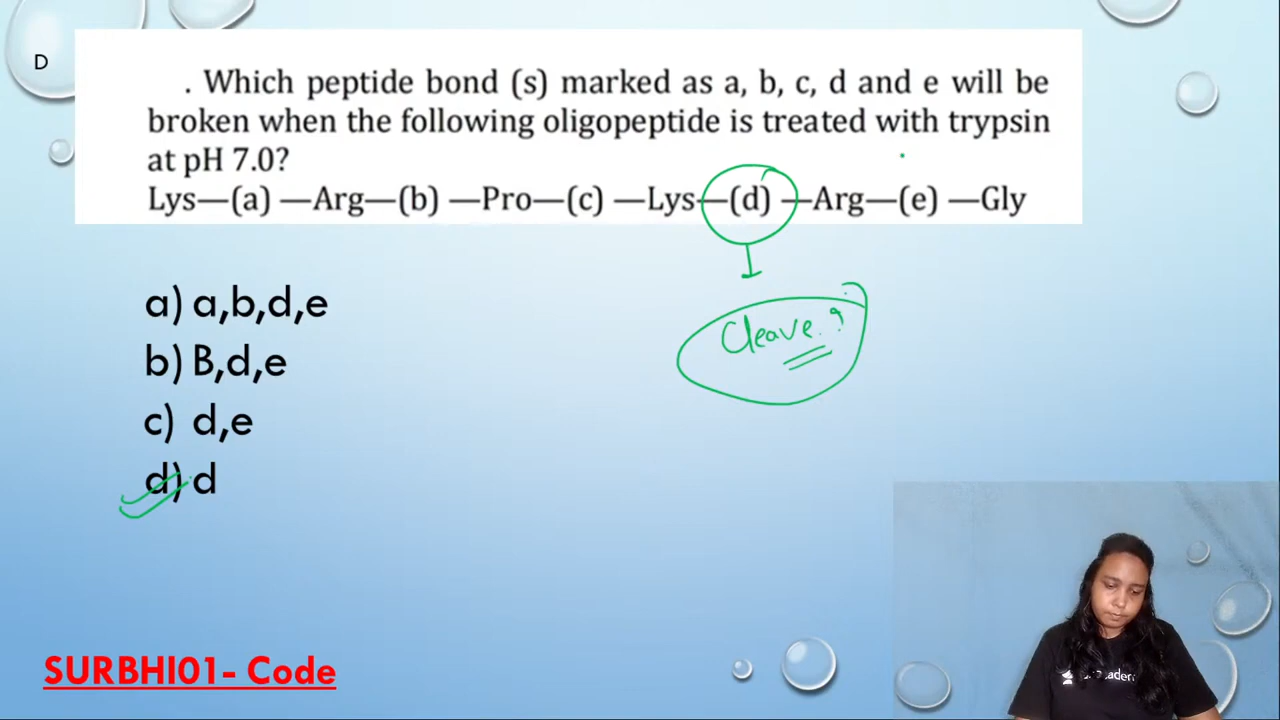 D
. Which peptide bond (s) marked as a, b, c, d and e will be
broken when the following oligopeptide is treated with trypsin
at pH 7.0?
Lys—(a) —Arg—(b) —Pro—(c) —Lys—(d) —Arg—(e) —Gly
a) a,b,d,e
b) B,d,e
c) d,e
d) d
Cleave ?
SURBHI01- Code